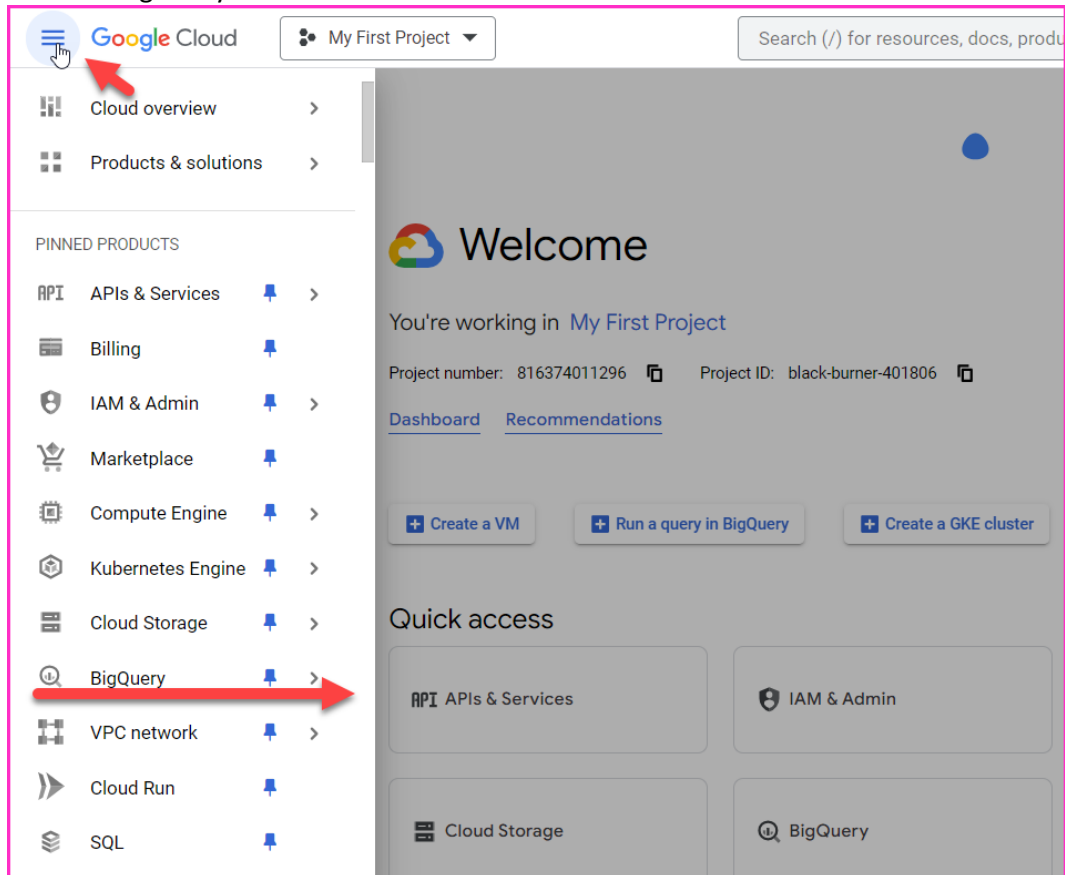 Google Cloud
My First Project
Search (/) for resources, docs, produ
Cloud overview
Products & solutions
PINNED PRODUCTS
API APIs & Services
Billing
IAM & Admin
Marketplace
Compute Engine
Kubernetes Engine
Cloud Storage
BigQuery
VPC network
Cloud Run
SQL
Welcome
You're working in My First Project
Project number: 816374011296 Project ID: black-burner-401806
Dashboard Recommendations
Create a VM Run a query in BigQuery Create a GKE cluster
Quick access
API APIs & Services IAM & Admin
Cloud Storage BigQuery